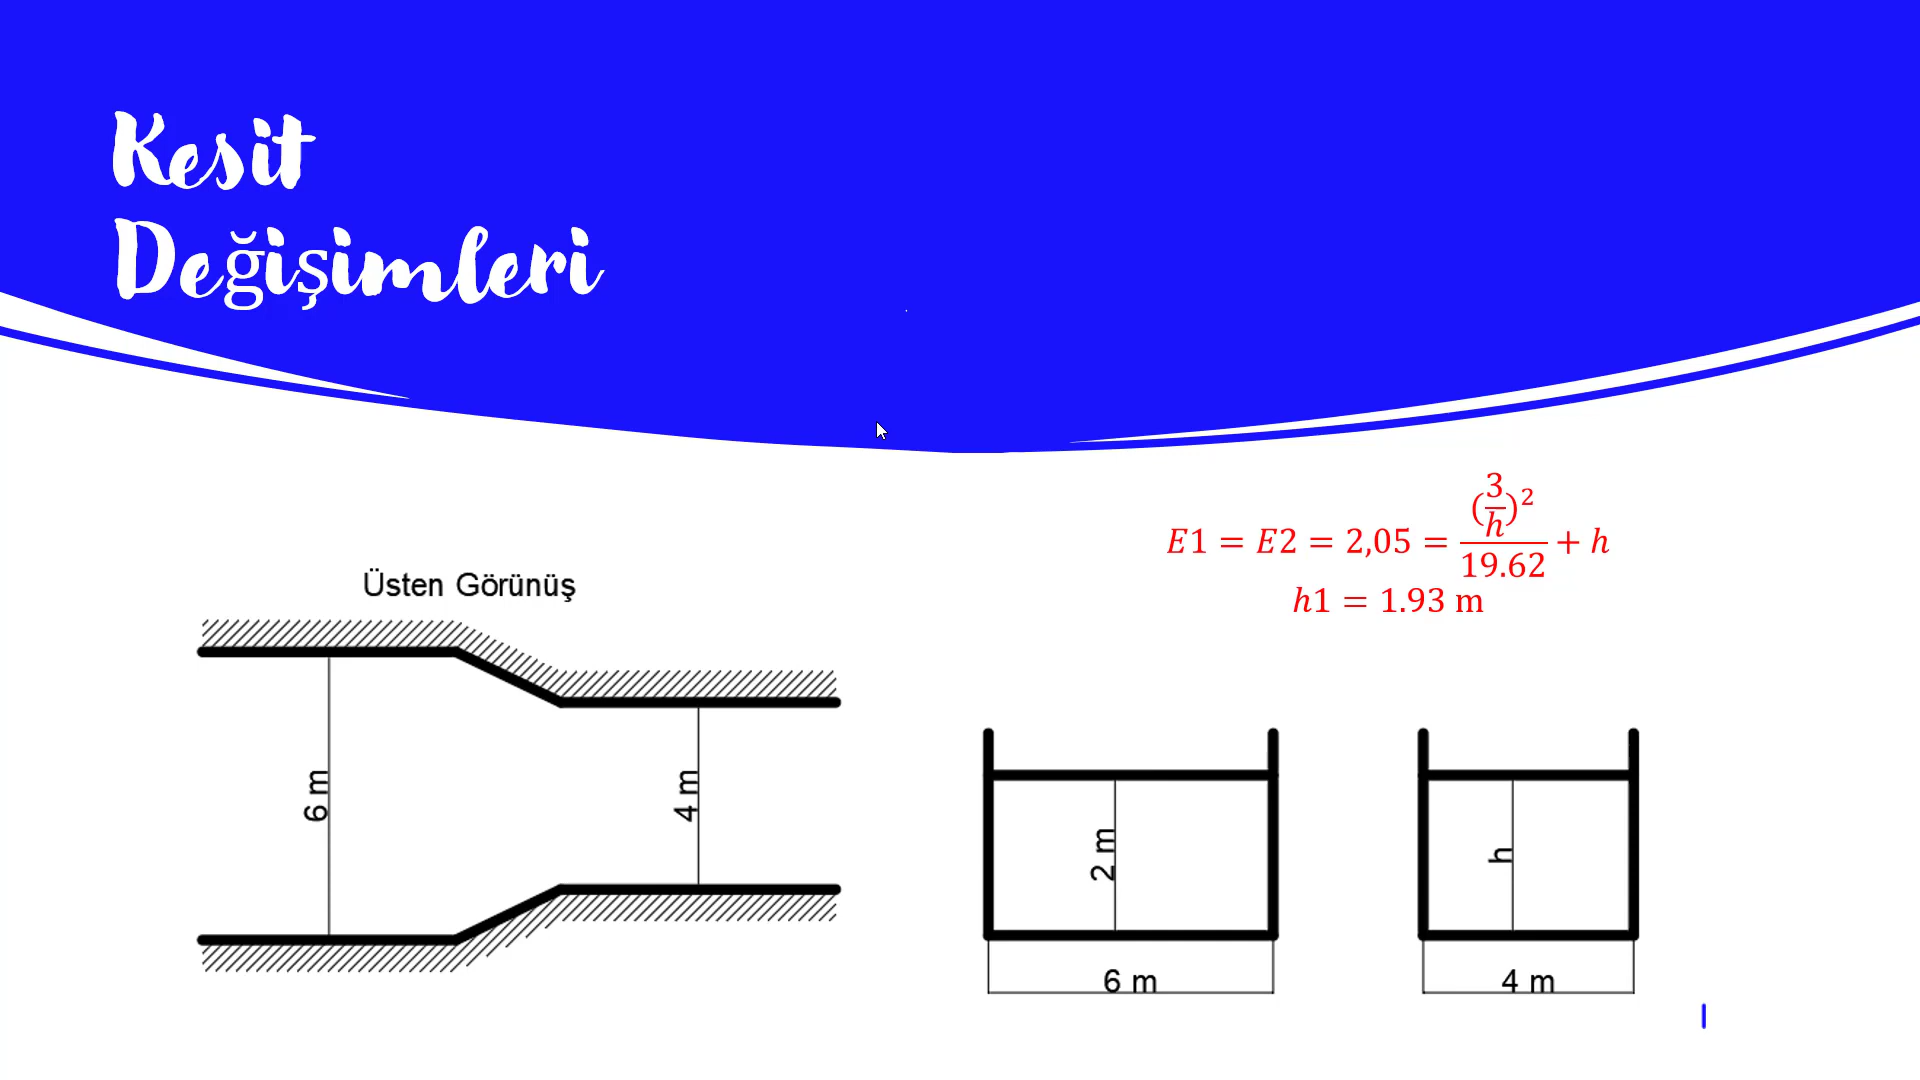 Kesit
Değişimleri
E1 = E2 = 2,05 = (3/h)² / 19.62 + h
h1 = 1.93 m
Üsten Görünüş
6 m
4 m
2 m
h
6 m
4 m